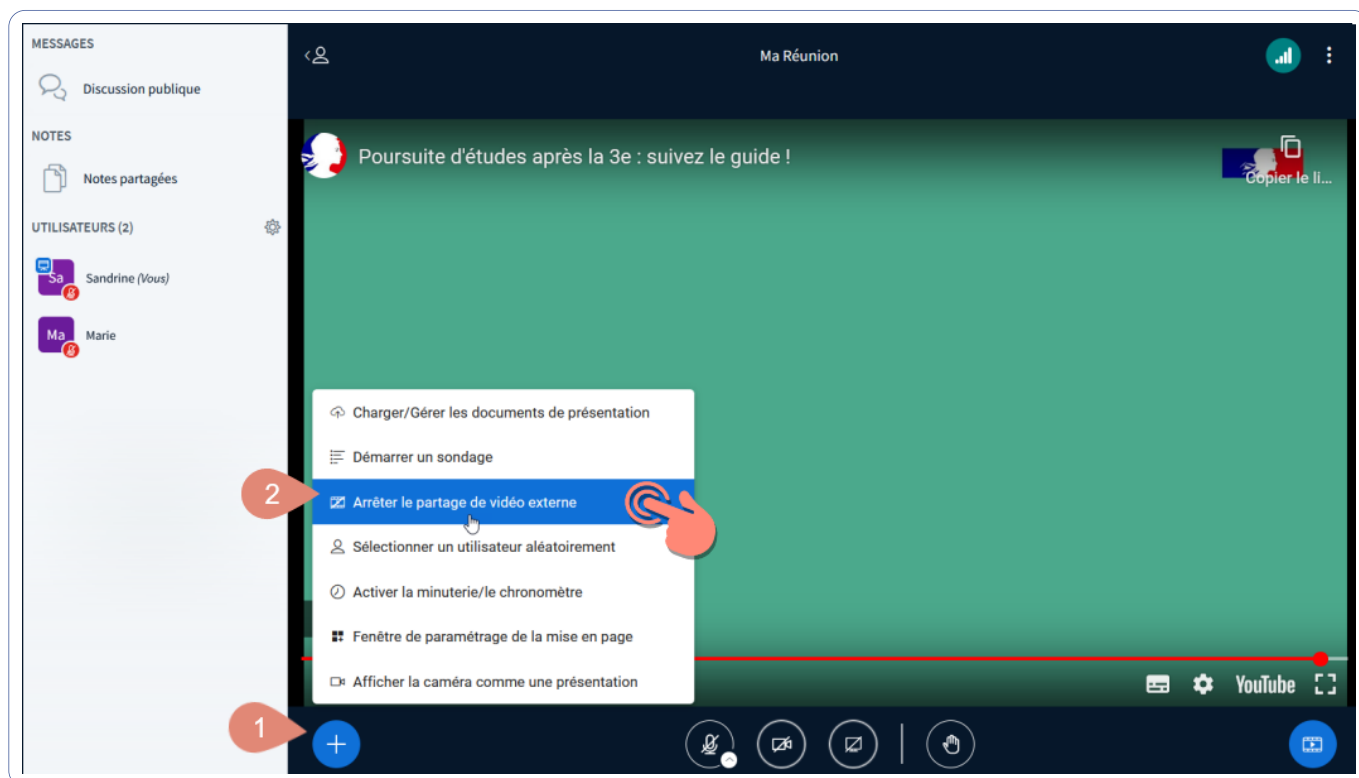 MESSAGES
Discussion publique
NOTES
Notes partagées
UTILISATEURS (2)
Sa
Sandrine (Vous)
Ma
Marie
Ma Réunion
Poursuite d'études après la 3e : suivez le guide !
Copier le li...
Charger/Gérer les documents de présentation
Démarrer un sondage
2
Arrêter le partage de vidéo externe
Sélectionner un utilisateur aléatoirement
Activer la minuterie/le chronomètre
Fenêtre de paramétrage de la mise en page
Afficher la caméra comme une présentation
YouTube
1